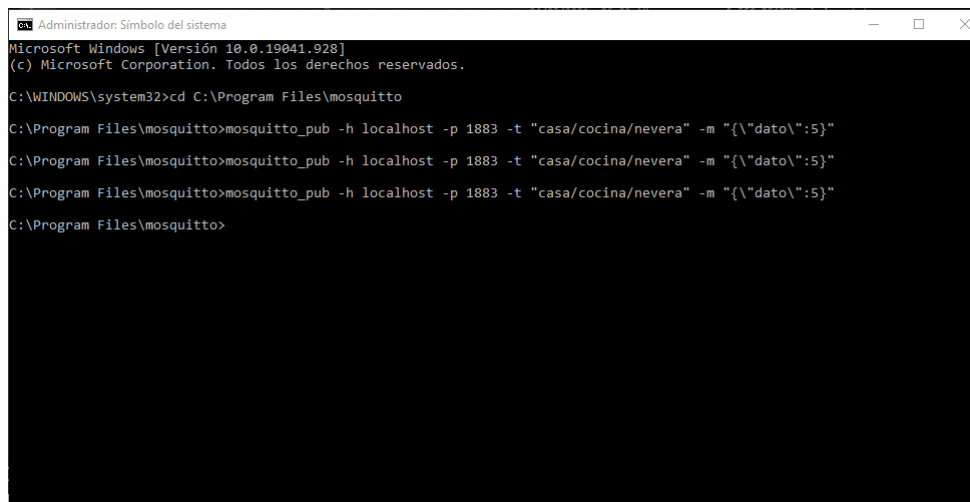 Administrador: Símbolo del sistema
Microsoft Windows [Versión 10.0.19041.928]
(c) Microsoft Corporation. Todos los derechos reservados.
C:\WINDOWS\system32>cd C:\Program Files\mosquitto
C:\Program Files\mosquitto>mosquitto_pub -h localhost -p 1883 -t "casa/cocina/nevera" -m "{\"dato\":5}"
C:\Program Files\mosquitto>mosquitto_pub -h localhost -p 1883 -t "casa/cocina/nevera" -m "{\"dato\":5}"
C:\Program Files\mosquitto>mosquitto_pub -h localhost -p 1883 -t "casa/cocina/nevera" -m "{\"dato\":5}"
C:\Program Files\mosquitto>